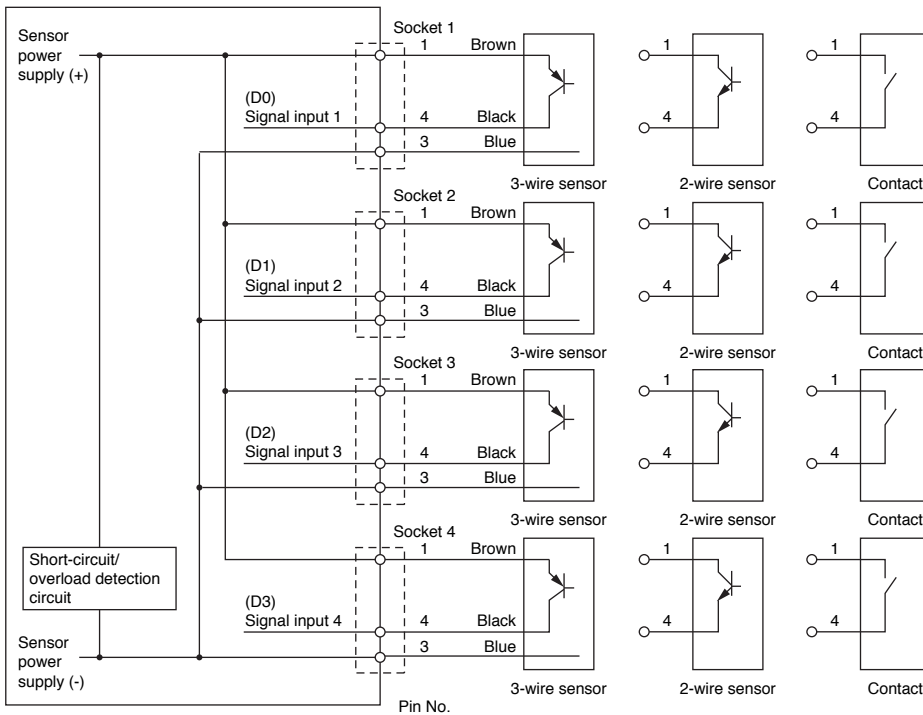 Sensor
power
supply (+)
Socket 1
1
Brown
(D0)
Signal input 1
4
Black
3
Blue
3-wire sensor
1
4
2-wire sensor
1
4
Contact
Socket 2
1
Brown
(D1)
Signal input 2
4
Black
3
Blue
3-wire sensor
1
4
2-wire sensor
1
4
Contact
Socket 3
1
Brown
(D2)
Signal input 3
4
Black
3
Blue
3-wire sensor
1
4
2-wire sensor
1
4
Contact
Socket 4
1
Brown
Short-circuit/
overload detection
circuit
(D3)
Signal input 4
4
Black
3
Blue
3-wire sensor
1
4
2-wire sensor
1
4
Contact
Sensor
power
supply (-)
Pin No.